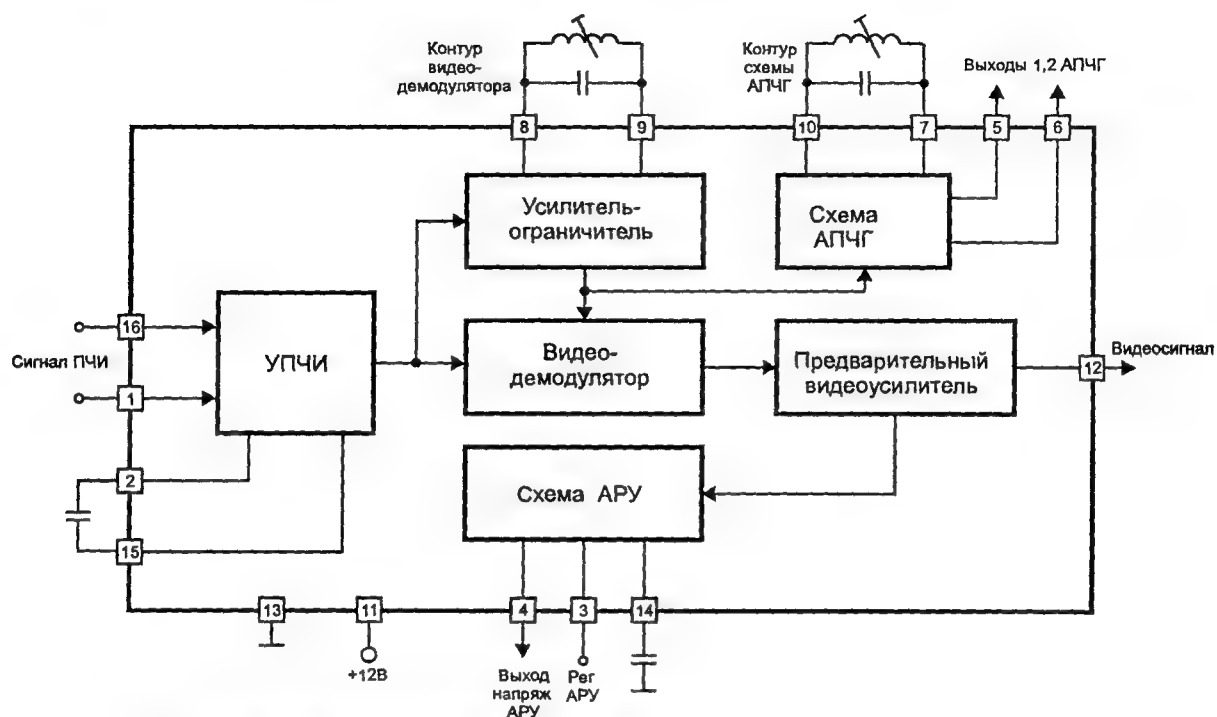 Контур
видео-
демодулятора
Контур
схемы
АПЧГ
Выходы 1,2 АПЧГ
8
9
10
7
5
6
Усилитель-
ограничитель
Схема
АПЧГ
16
Сигнал ПЧИ
1
УПЧИ
Видео-
демодулятор
Предварительный
видеоусилитель
12
Видеосигнал
2
15
Схема АРУ
13
11
4
3
14
+12В
Выход
напряж
АРУ
Рег
АРУ